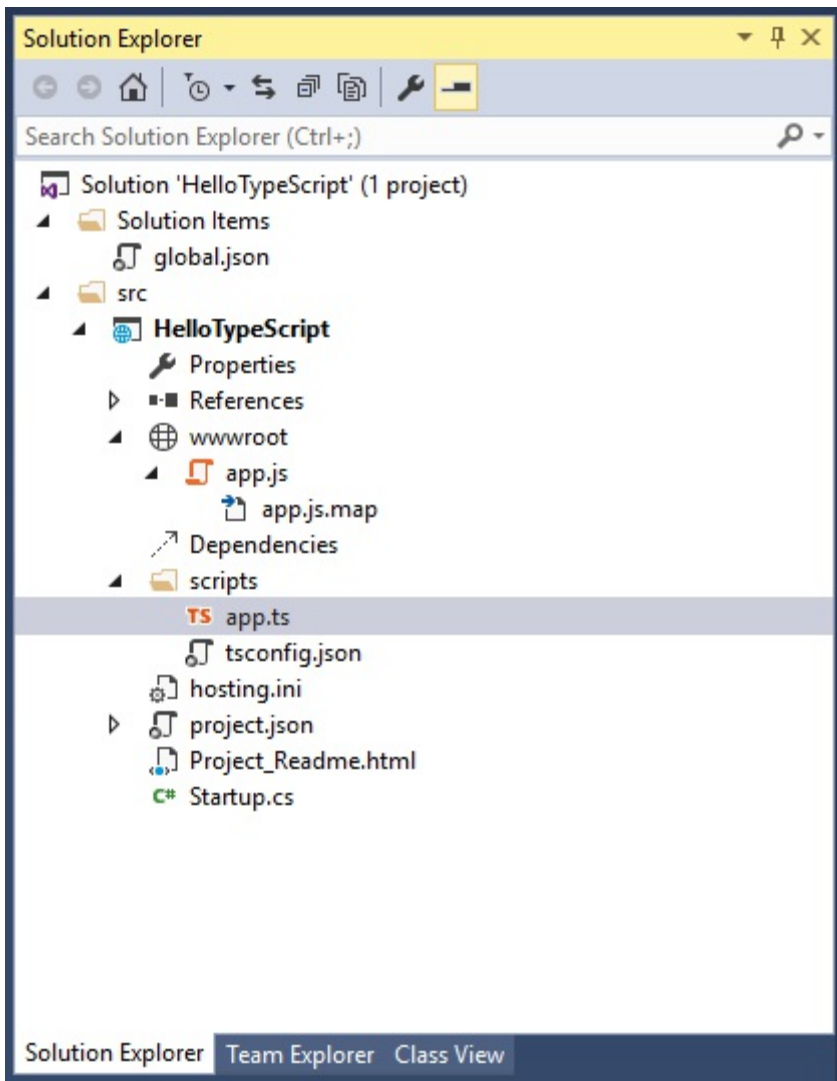 Solution Explorer
Search Solution Explorer (Ctrl+;)
Solution 'HelloTypeScript' (1 project)
Solution Items
global.json
src
HelloTypeScript
Properties
References
wwwroot
app.js
app.js.map
Dependencies
scripts
TS app.ts
tsconfig.json
hosting.ini
project.json
Project_Readme.html
C# Startup.cs
Solution Explorer Team Explorer Class View